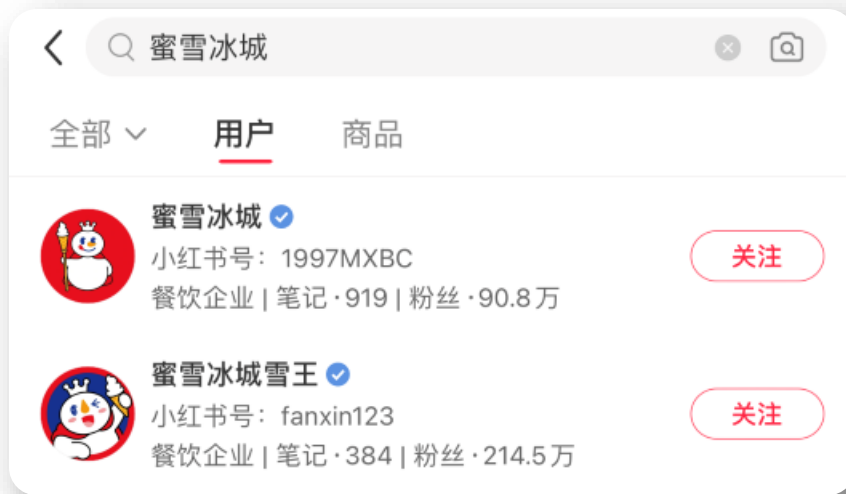 蜜雪冰城
全部 用户 商品
蜜雪冰城
小红书号：1997MXBC
关注
餐饮企业 | 笔记·919 | 粉丝·90.8万
蜜雪冰城雪王
小红书号：fanxin123
关注
餐饮企业 | 笔记·384 | 粉丝·214.5万